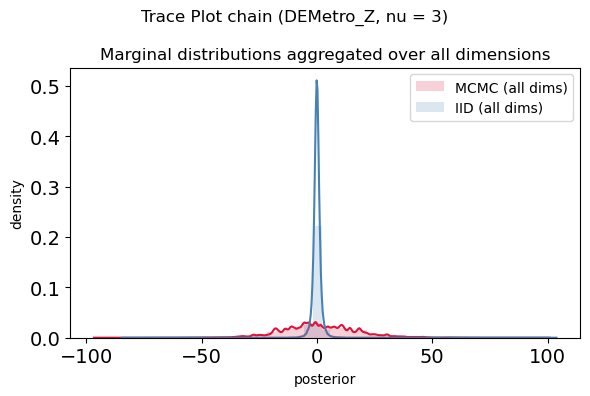 Trace Plot chain (DEMetro_Z, nu = 3)
Marginal distributions aggregated over all dimensions
MCMC (all dims)
IID (all dims)
density
0.5
0.4
0.3
0.2
0.1
0.0
−100
−50
0
50
100
posterior